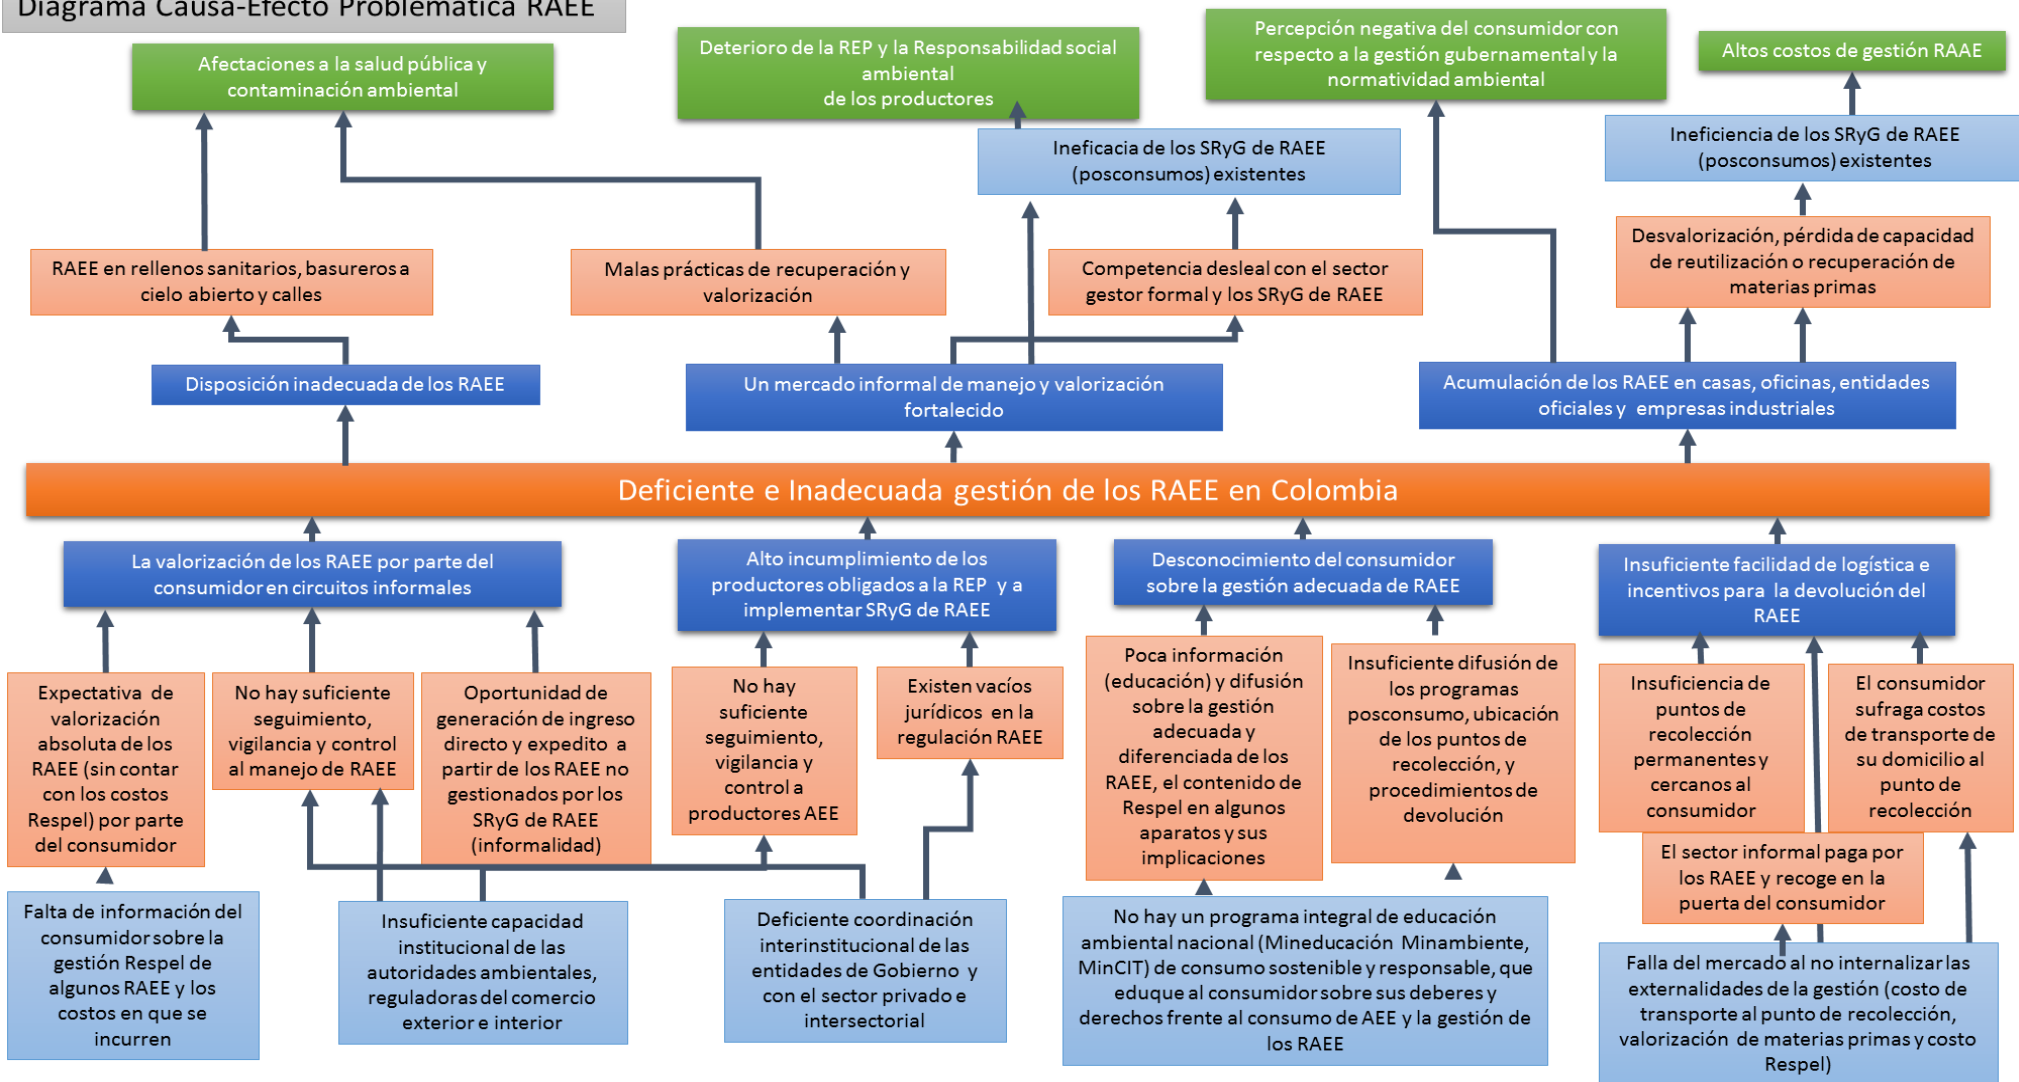 Diagrama Causa-Efecto Problemática RAEE
Afectaciones a la salud pública y
contaminación ambiental
Deterioro de la REP y la Responsabilidad social
ambiental
de los productores
Percepción negativa del consumidor con
respecto a la gestión gubernamental y la
normatividad ambiental
Altos costos de gestión RAAE
Ineficacia de los SRyG de RAEE
(posconsumos) existentes
Ineficiencia de los SRyG de RAEE
(posconsumos) existentes
RAEE en rellenos sanitarios, basureros a
cielo abierto y calles
Malas prácticas de recuperación y
valorización
Competencia desleal con el sector
gestor formal y los SRyG de RAEE
Desvalorización, pérdida de capacidad
de reutilización o recuperación de
materias primas
Disposición inadecuada de los RAEE
Un mercado informal de manejo y valorización
fortalecido
Acumulación de los RAEE en casas, oficinas, entidades
oficiales y empresas industriales
Deficiente e Inadecuada gestión de los RAEE en Colombia
La valorización de los RAEE por parte del
consumidor en circuitos informales
Alto incumplimiento de los
productores obligados a la REP y a
implementar SRyG de RAEE
Desconocimiento del consumidor
sobre la gestión adecuada de RAEE
Insuficiente facilidad de logística e
incentivos para la devolución del
RAEE
Expectativa de
valorización
absoluta de los
RAEE (sin contar
con los costos
Respel) por parte
del consumidor
No hay suficiente
seguimiento,
vigilancia y control
al manejo de RAEE
Oportunidad de
generación de ingreso
directo y expedito a
partir de los RAEE no
gestionados por los
SRyG de RAEE
(informalidad)
No hay
suficiente
seguimiento,
vigilancia y
control a
productores AEE
Existen vacíos
jurídicos en la
regulación RAEE
Poca información
(educación) y difusión
sobre la gestión
adecuada y
diferenciada de los
RAEE, el contenido de
Respel en algunos
aparatos y sus
implicaciones
Insuficiente difusión de
los programas
posconsumo, ubicación
de los puntos de
recolección, y
procedimientos de
devolución
Insuficiencia de
puntos de
recolección
permanentes y
cercanos al
consumidor
El consumidor
sufraga costos
de transporte de
su domicilio al
punto de
recolección
El sector informal paga por
los RAEE y recoge en la
puerta del consumidor
Falta de información del
consumidor sobre la
gestión Respel de
algunos RAEE y los
costos en que se
incurren
Insuficiente capacidad
institucional de las
autoridades ambientales,
reguladoras del comercio
exterior e interior
Deficiente coordinación
interinstitucional de las
entidades de Gobierno y
con el sector privado e
intersectorial
No hay un programa integral de educación
ambiental nacional (Mineducación Minambiente,
MinCIT) de consumo sostenible y responsable, que
eduque al consumidor sobre sus deberes y
derechos frente al consumo de AEE y la gestión de
los RAEE
Falla del mercado al no internalizar las
externalidades de la gestión (costo de
transporte al punto de recolección,
valorización de materias primas y costo
Respel)